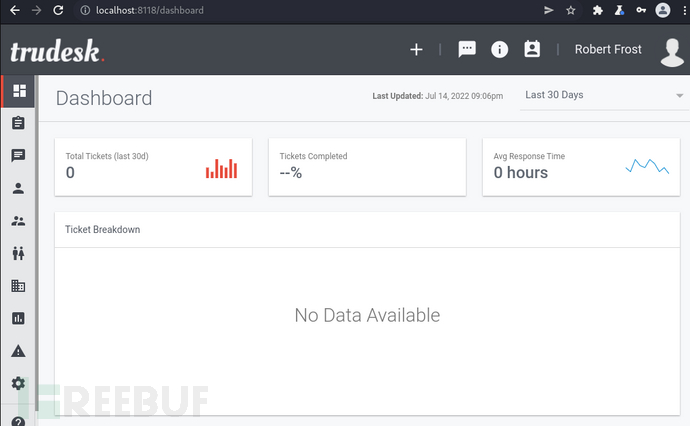 localhost:8118/dashboard
trudesk.
Robert Frost
Dashboard
Last Updated: Jul 14, 2022 09:06pm
Last 30 Days
Total Tickets (last 30d)
0
Tickets Completed
--%
Avg Response Time
0 hours
Ticket Breakdown
No Data Available
FREEBUF